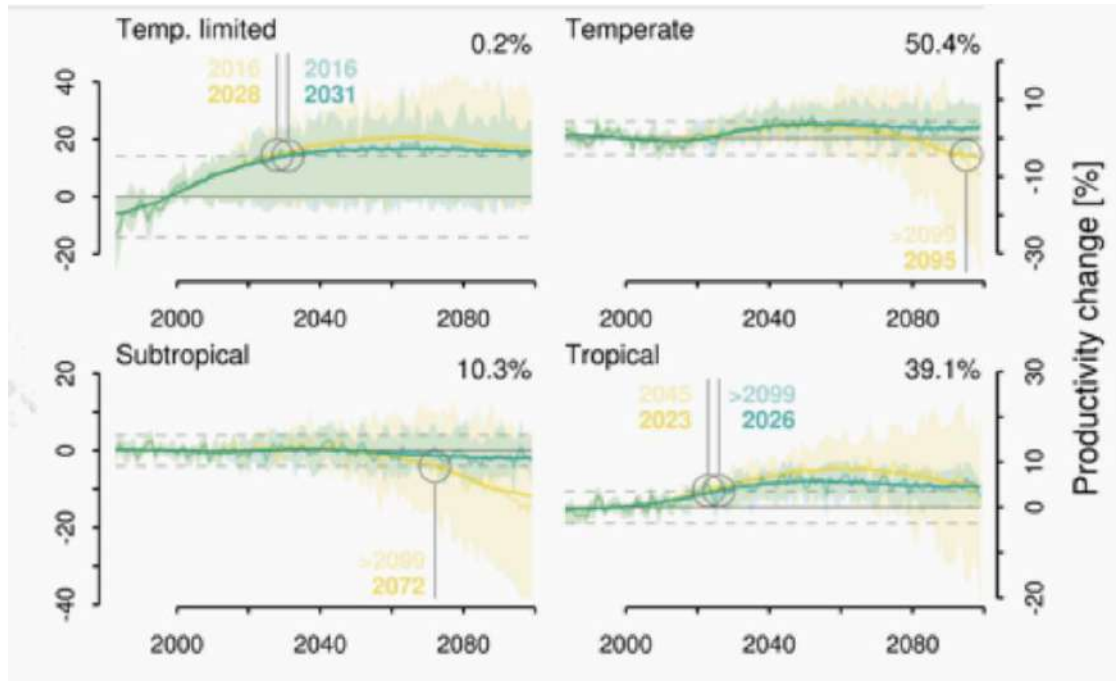 Temp. limited 0.2%
2016 2016
2028 2031
40
20
0
-20
2000 2040 2080
Temperate 50.4%
10
-10
-30
>2099
2095
2000 2040 2080
Productivity change [%]
Subtropical 10.3%
20
0
-20
-40
>2099
2072
2000 2040 2080
Tropical 39.1%
2045 >2099
2023 2026
30
10
0
-20
2000 2040 2080